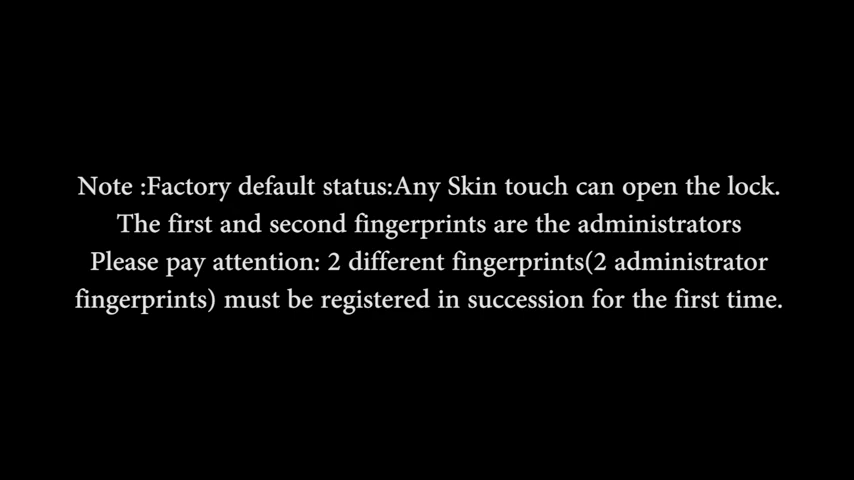 Note :Factory default status:Any Skin touch can open the lock.
The first and second fingerprints are the administrators
Please pay attention: 2 different fingerprints(2 administrator
fingerprints) must be registered in succession for the first time.